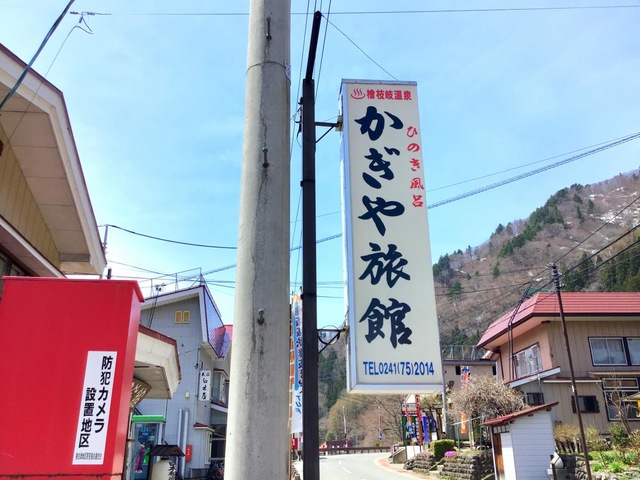 ♨檜枝岐温泉
ひのき風呂
かぎや旅館
TEL0241(75)2014
防犯カメラ
設置地区